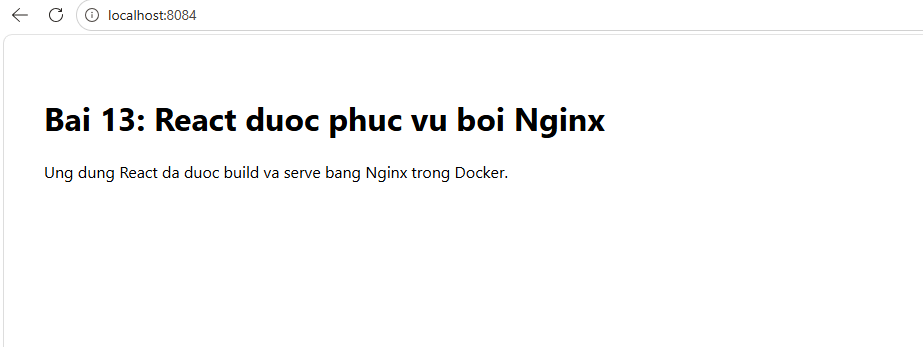 localhost:8084
Bai 13: React duoc phuc vu boi Nginx
Ung dung React da duoc build va serve bang Nginx trong Docker.